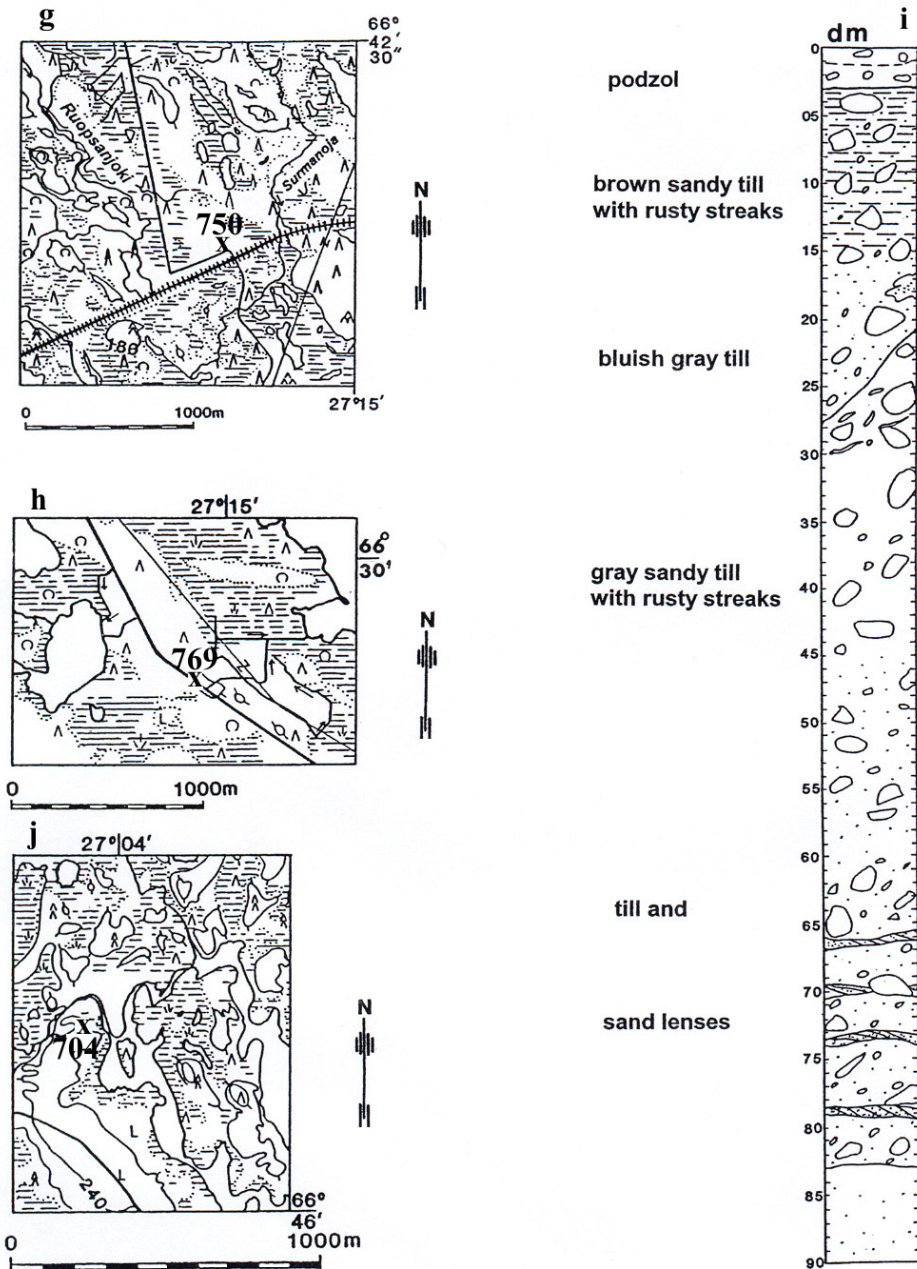 g
66°
42'
30"
Ruopsanjoki
Surmanoja
750
x
180
27°15'
0 1000m
N
h
27°15'
66°
30'
769
x
L
0 1000m
N
j
27°04'
x
704
L
L
240
66°
46'
0 1000m
N
i
dm
0
05
10
15
20
25
30
35
40
45
50
55
60
65
70
75
80
85
90
podzol
brown sandy till
with rusty streaks
bluish gray till
gray sandy till
with rusty streaks
till and
sand lenses